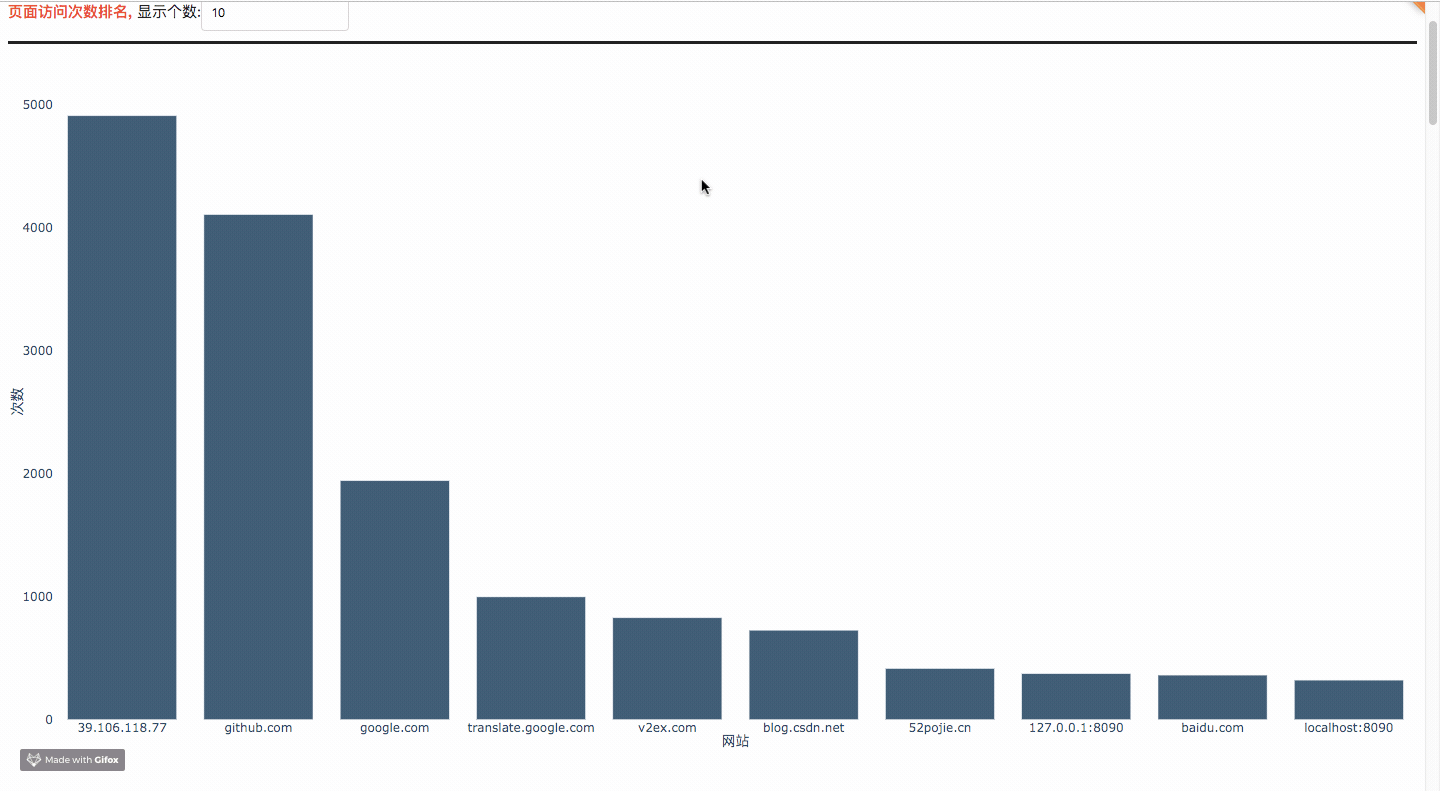 页面访问次数排名, 显示个数: 10
5000
4000
3000
2000
1000
0
次数
39.106.118.77 github.com google.com translate.google.com v2ex.com blog.csdn.net 52pojie.cn 127.0.0.1:8090 baidu.com localhost:8090
网站
Made with Gifox